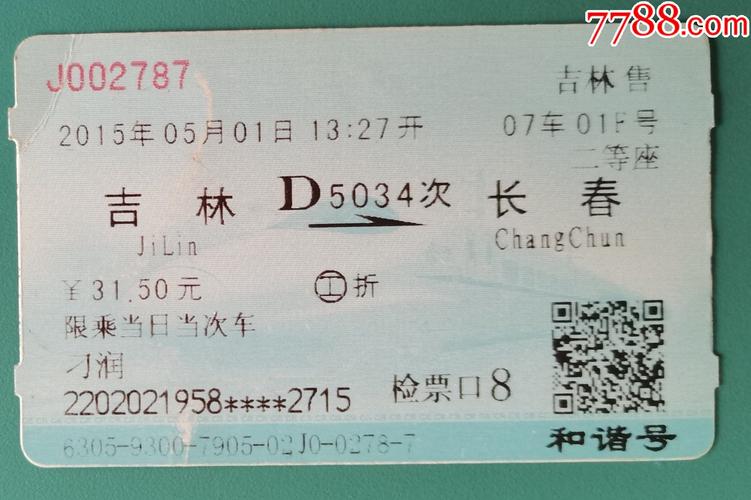 7788.com
J002787
吉林 售
2015年05月01日 13:27开
07车 01F号
二等座
吉 林
D5034次
长 春
JiLin
ChangChun
￥31.50元
工 折
限乘当日当次车
刁润
2202021958****2715
检票口8
和谐号
6305-9300-7905-02J0-0278-7